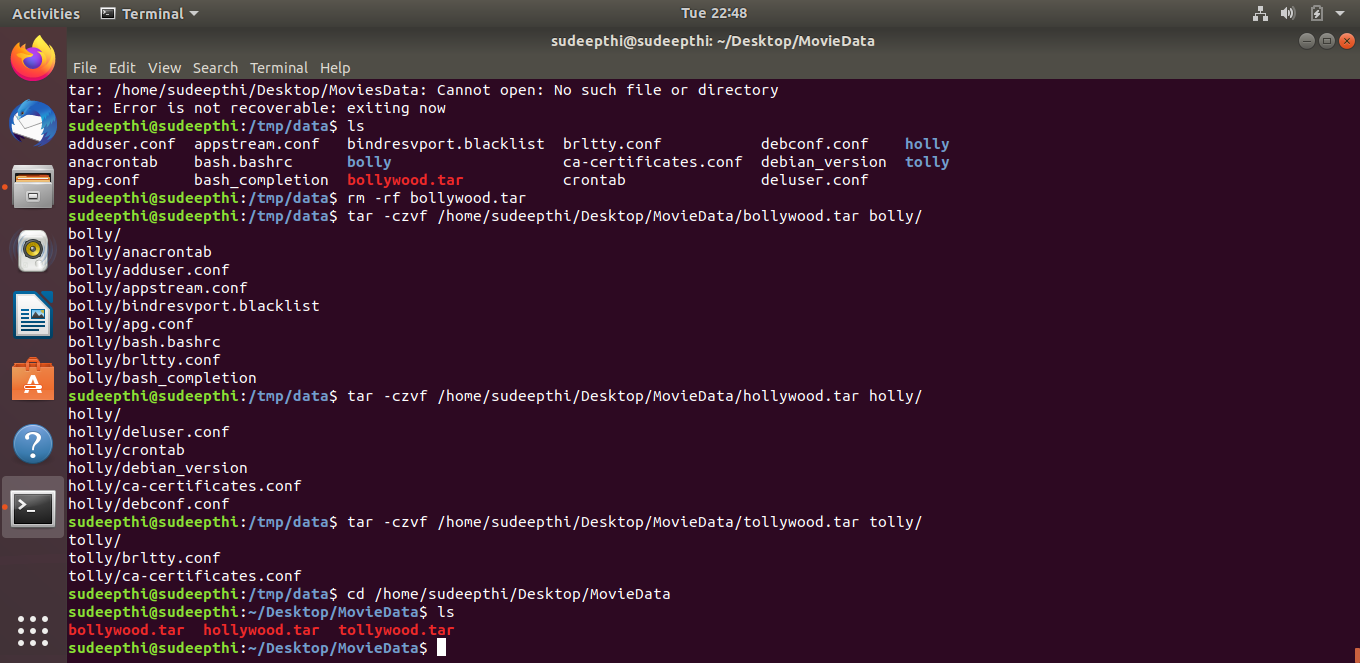 Activities Terminal Tue 22:48
sudeepthi@sudeepthi: ~/Desktop/MovieData
File Edit View Search Terminal Help
tar: /home/sudeepthi/Desktop/MoviesData: Cannot open: No such file or directory
tar: Error is not recoverable: exiting now
sudeepthi@sudeepthi:/tmp/data$ ls
adduser.conf appstream.conf bindresvport.blacklist brltty.conf debconf.conf holly
anacrontab bash.bashrc bolly ca-certificates.conf debian_version tolly
apg.conf bash_completion bollywood.tar crontab deluser.conf
sudeepthi@sudeepthi:/tmp/data$ rm -rf bollywood.tar
sudeepthi@sudeepthi:/tmp/data$ tar -czvf /home/sudeepthi/Desktop/MovieData/bollywood.tar bolly/
bolly/
bolly/anacrontab
bolly/adduser.conf
bolly/appstream.conf
bolly/bindresvport.blacklist
bolly/apg.conf
bolly/bash.bashrc
bolly/brltty.conf
bolly/bash_completion
sudeepthi@sudeepthi:/tmp/data$ tar -czvf /home/sudeepthi/Desktop/MovieData/hollywood.tar holly/
holly/
holly/deluser.conf
holly/crontab
holly/debian_version
holly/ca-certificates.conf
holly/debconf.conf
sudeepthi@sudeepthi:/tmp/data$ tar -czvf /home/sudeepthi/Desktop/MovieData/tollywood.tar tolly/
tolly/
tolly/brltty.conf
tolly/ca-certificates.conf
sudeepthi@sudeepthi:/tmp/data$ cd /home/sudeepthi/Desktop/MovieData
sudeepthi@sudeepthi:~/Desktop/MovieData$ ls
bollywood.tar hollywood.tar tollywood.tar
sudeepthi@sudeepthi:~/Desktop/MovieData$